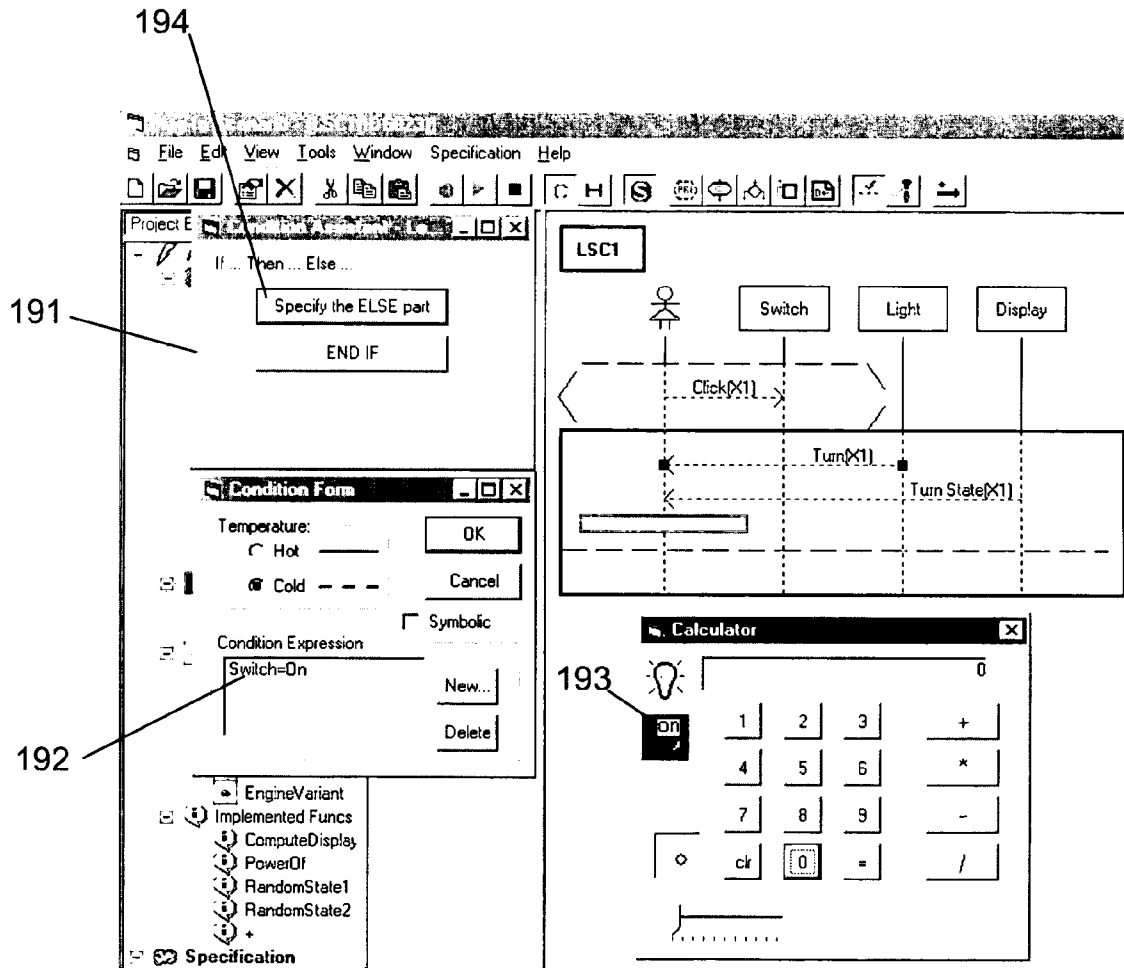 194
File Edit View Tools Window Specification Help
C H S
Project E
If ... Then ... Else ...
Specify the ELSE part
END IF
191
LSC1
Switch
Light
Display
Click(X1)
Turn(X1)
Turn State(X1)
Condition Form
Temperature:
Hot
Cold
OK
Cancel
Symbolic
Condition Expression
Switch=On
New...
Delete
192
Calculator
0
193
on
1 2 3 +
4 5 6 *
7 8 9 -
clr 0 = /
EngineVariant
Implemented Funcs
ComputeDisplay
PowerOf
RandomState1
RandomState2
+
Specification